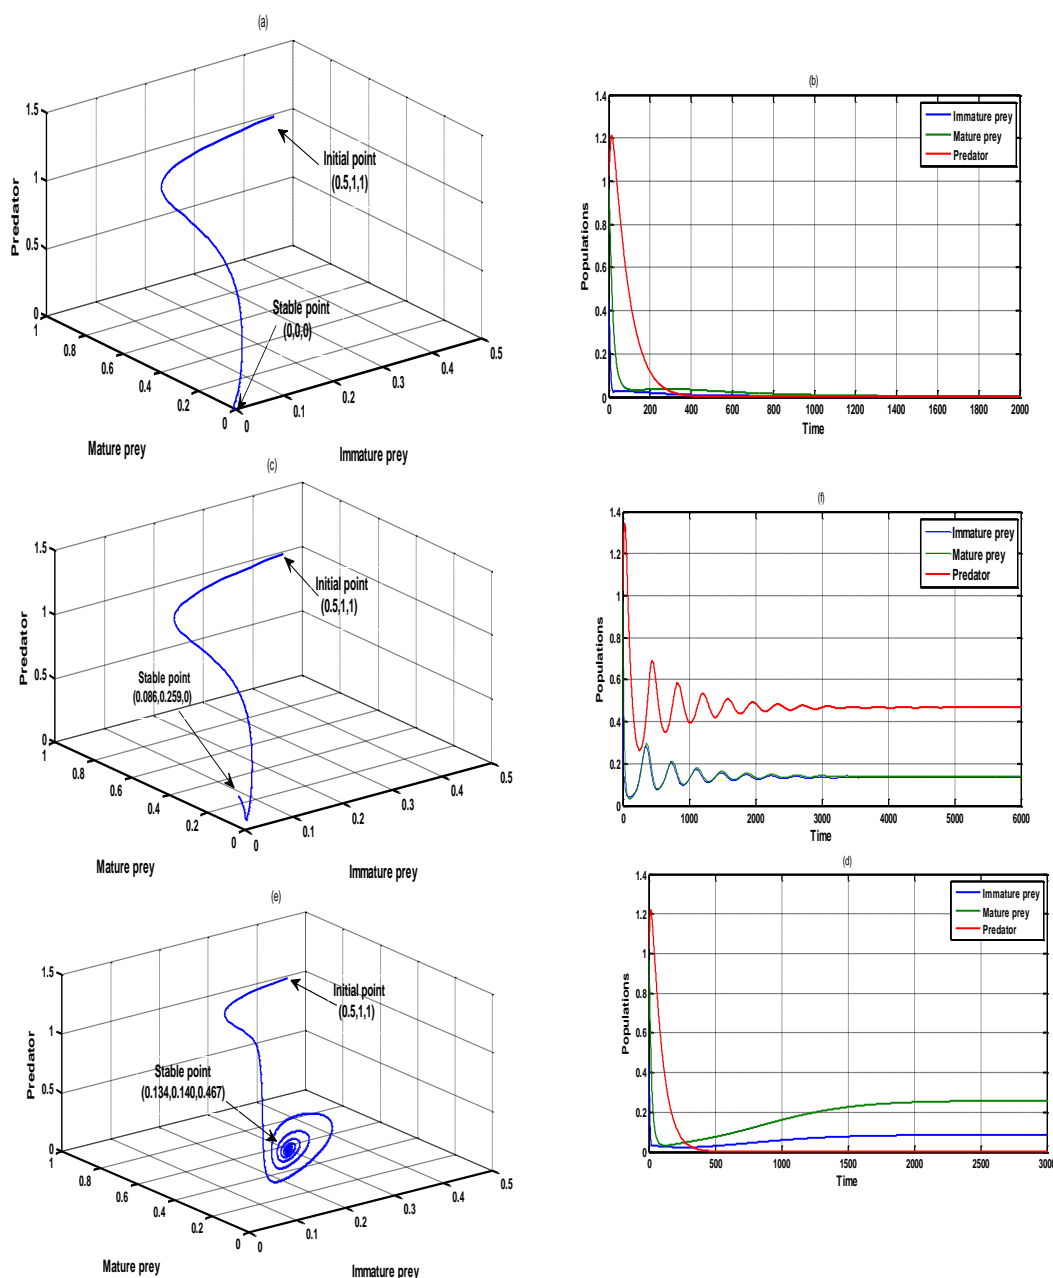 (a)
1.5
1
0.5
0
1
0.8
0.6
0.4
0.2
0
0
0.1
0.2
0.3
0.4
0.5
Predator
Mature prey
Immature prey
Initial point
(0.5,1,1)
Stable point
(0,0,0)
(b)
1.4
1.2
1
0.8
0.6
0.4
0.2
0
0
200
400
600
800
1000
1200
1400
1600
1800
2000
Populations
Time
Immature prey
Mature prey
Predator
(c)
1.5
1
0.5
0
1
0.8
0.6
0.4
0.2
0
0
0.1
0.2
0.3
0.4
0.5
Predator
Mature prey
Immature prey
Initial point
(0.5,1,1)
Stable point
(0.086,0.259,0)
(f)
1.4
1.2
1
0.8
0.6
0.4
0.2
0
0
1000
2000
3000
4000
5000
6000
Populations
Time
Immature prey
Mature prey
Predator
(e)
1.5
1
0.5
0
1
0.8
0.6
0.4
0.2
0
0
0.1
0.2
0.3
0.4
0.5
Predator
Mature prey
Immature prey
Initial point
(0.5,1,1)
Stable point
(0.134,0.140,0.467)
(d)
1.4
1.2
1
0.8
0.6
0.4
0.2
0
0
500
1000
1500
2000
2500
3000
Populations
Time
Immature prey
Mature prey
Predator